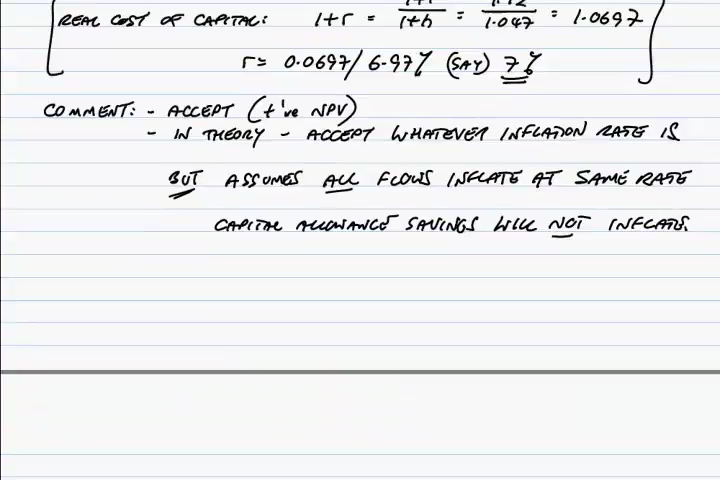 REAL COST OF CAPITAL: 1+r = / 1+h = / 1.047 = 1.0697
r = 0.0697/6.97% (SAY) 7%
COMMENT: - ACCEPT (t've NPV)
- IN THEORY - ACCEPT WHATEVER INFLATION RATE IS
BUT ASSUMES ALL FLOWS INFLATE AT SAME RATE
CAPITAL ALLOWANCE SAVINGS WILL NOT INFLATE.